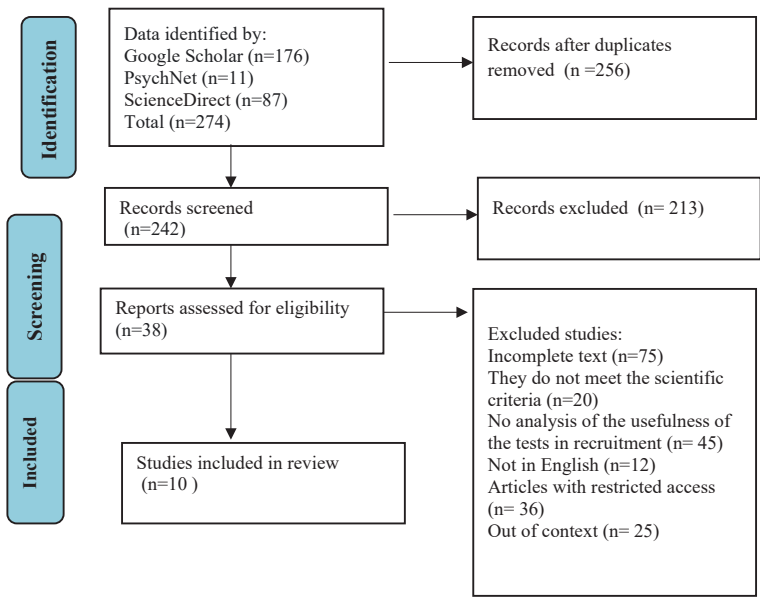 Identification
Data identified by:
Google Scholar (n=176)
PsychNet (n=11)
ScienceDirect (n=87)
Total (n=274)
Records after duplicates
removed (n =256)
Screening
Records screened
(n=242)
Records excluded (n= 213)
Reports assessed for eligibility
(n=38)
Excluded studies:
Incomplete text (n=75)
They do not meet the scientific
criteria (n=20)
No analysis of the usefulness of
the tests in recruitment (n= 45)
Not in English (n=12)
Articles with restricted access
(n= 36)
Out of context (n= 25)
Included
Studies included in review
(n=10 )